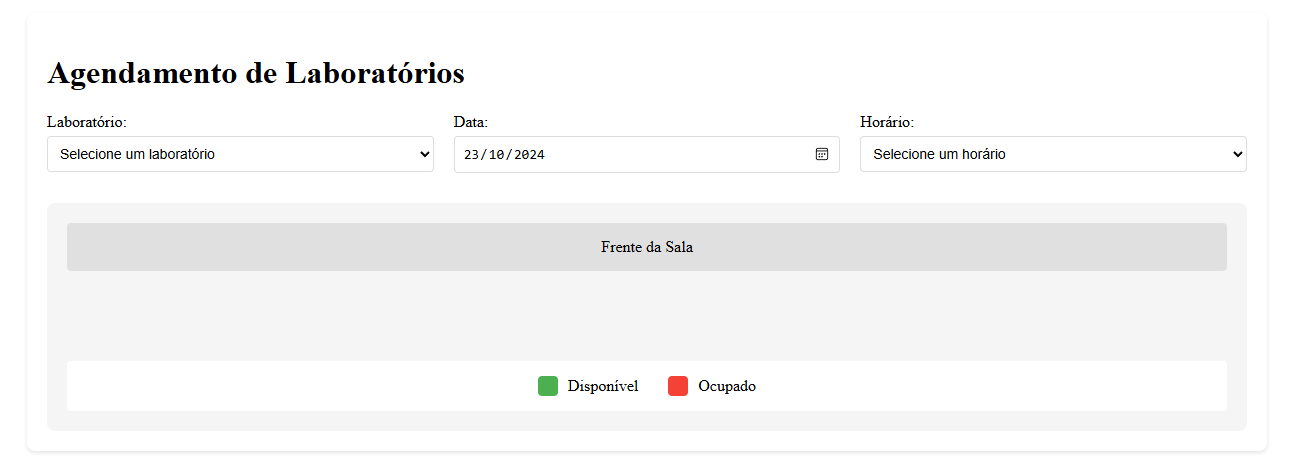 Agendamento de Laboratórios
Laboratório: Data: Horário:
Selecione um laboratório 23/10/2024 Selecione um horário
Frente da Sala
Disponível Ocupado